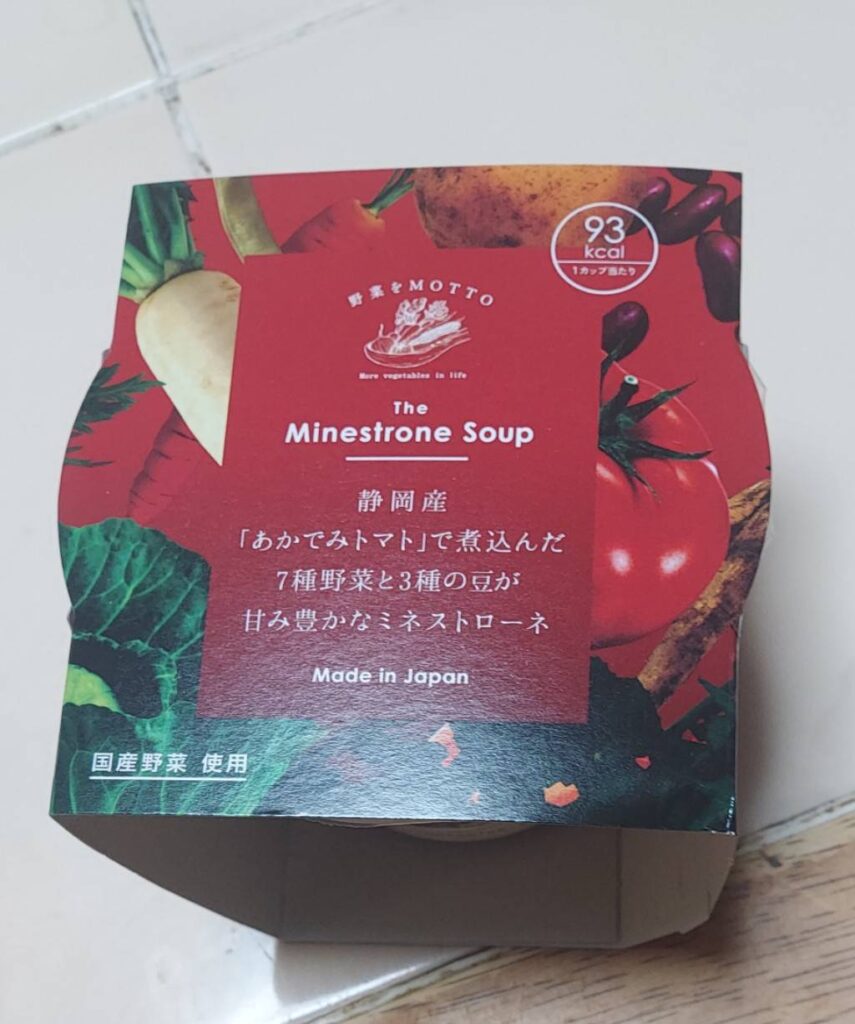 93
kcal
1カップ当たり
野菜をMOTTO
More vegetables in life
The
Minestrone Soup
静岡産
「あかでみトマト」で煮込んだ
7種野菜と3種の豆が
甘み豊かなミネストローネ
Made in Japan
国産野菜 使用